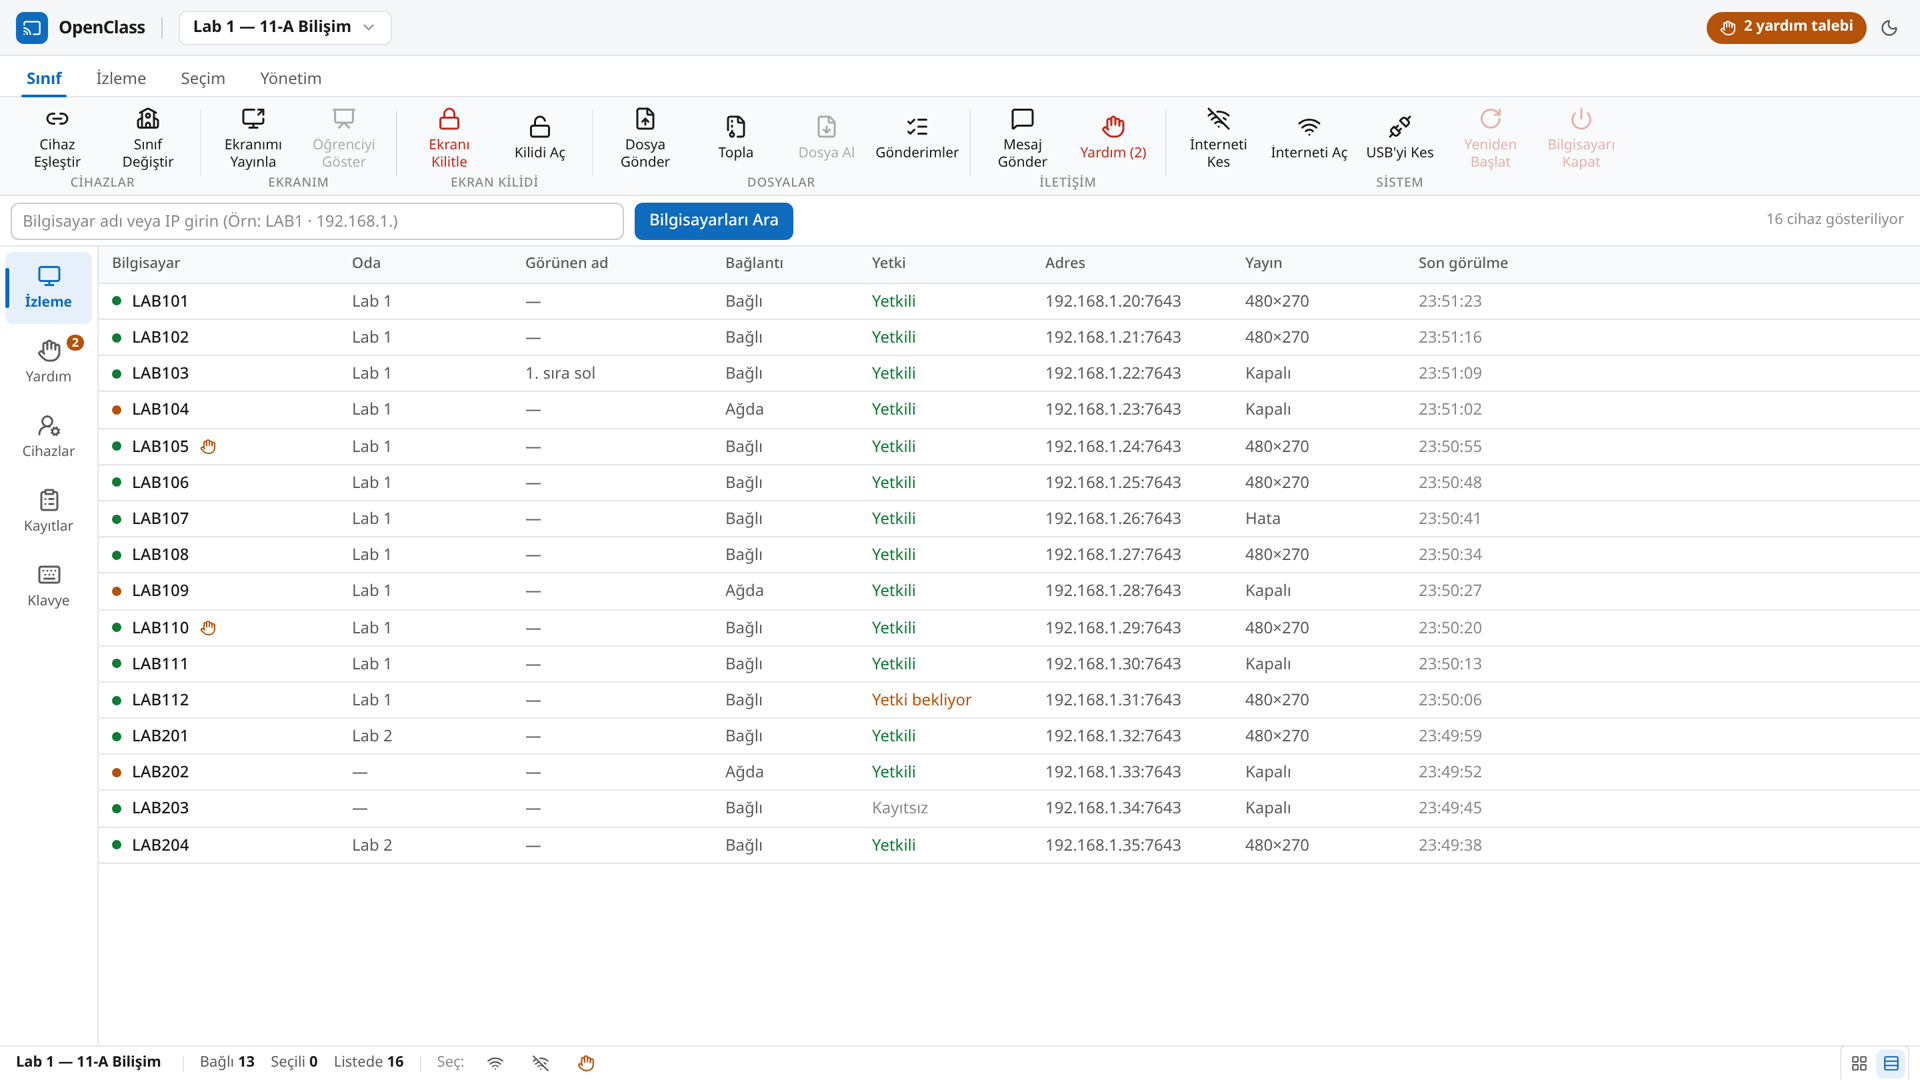 OpenClass
Lab 1 — 11-A Bilişim
2 yardım talebi
Sınıf İzleme Seçim Yönetim
Cihaz Eşleştir
Sınıf Değiştir
CİHAZLAR
Ekranımı Yayınla
Öğrenciyi Göster
EKRANIM
Ekranı Kilitle
Kilidi Aç
EKRAN KİLİDİ
Dosya Gönder
Topla
Dosya Al
Gönderimler
DOSYALAR
Mesaj Gönder
Yardım (2)
İLETİŞİM
İnterneti Kes
İnterneti Aç
USB'yi Kes
Yeniden Başlat
Bilgisayarı Kapat
SİSTEM
Bilgisayar adı veya IP girin (Örn: LAB1 · 192.168.1.)
Bilgisayarları Ara
16 cihaz gösteriliyor
İzleme
2
Yardım
Cihazlar
Kayıtlar
Klavye
Bilgisayar Oda Görünen ad Bağlantı Yetki Adres Yayın Son görülme
LAB101 Lab 1 — Bağlı Yetkili 192.168.1.20:7643 480×270 23:51:23
LAB102 Lab 1 — Bağlı Yetkili 192.168.1.21:7643 480×270 23:51:16
LAB103 Lab 1 1. sıra sol Bağlı Yetkili 192.168.1.22:7643 Kapalı 23:51:09
LAB104 Lab 1 — Ağda Yetkili 192.168.1.23:7643 Kapalı 23:51:02
LAB105 Lab 1 — Bağlı Yetkili 192.168.1.24:7643 480×270 23:50:55
LAB106 Lab 1 — Bağlı Yetkili 192.168.1.25:7643 480×270 23:50:48
LAB107 Lab 1 — Bağlı Yetkili 192.168.1.26:7643 Hata 23:50:41
LAB108 Lab 1 — Bağlı Yetkili 192.168.1.27:7643 480×270 23:50:34
LAB109 Lab 1 — Ağda Yetkili 192.168.1.28:7643 Kapalı 23:50:27
LAB110 Lab 1 — Bağlı Yetkili 192.168.1.29:7643 480×270 23:50:20
LAB111 Lab 1 — Bağlı Yetkili 192.168.1.30:7643 Kapalı 23:50:13
LAB112 Lab 1 — Bağlı Yetki bekliyor 192.168.1.31:7643 480×270 23:50:06
LAB201 Lab 2 — Bağlı Yetkili 192.168.1.32:7643 480×270 23:49:59
LAB202 — — Ağda Yetkili 192.168.1.33:7643 Kapalı 23:49:52
LAB203 — — Bağlı Kayıtsız 192.168.1.34:7643 Kapalı 23:49:45
LAB204 Lab 2 — Bağlı Yetkili 192.168.1.35:7643 480×270 23:49:38
Lab 1 — 11-A Bilişim Bağlı 13 Seçili 0 Listede 16 Seç: